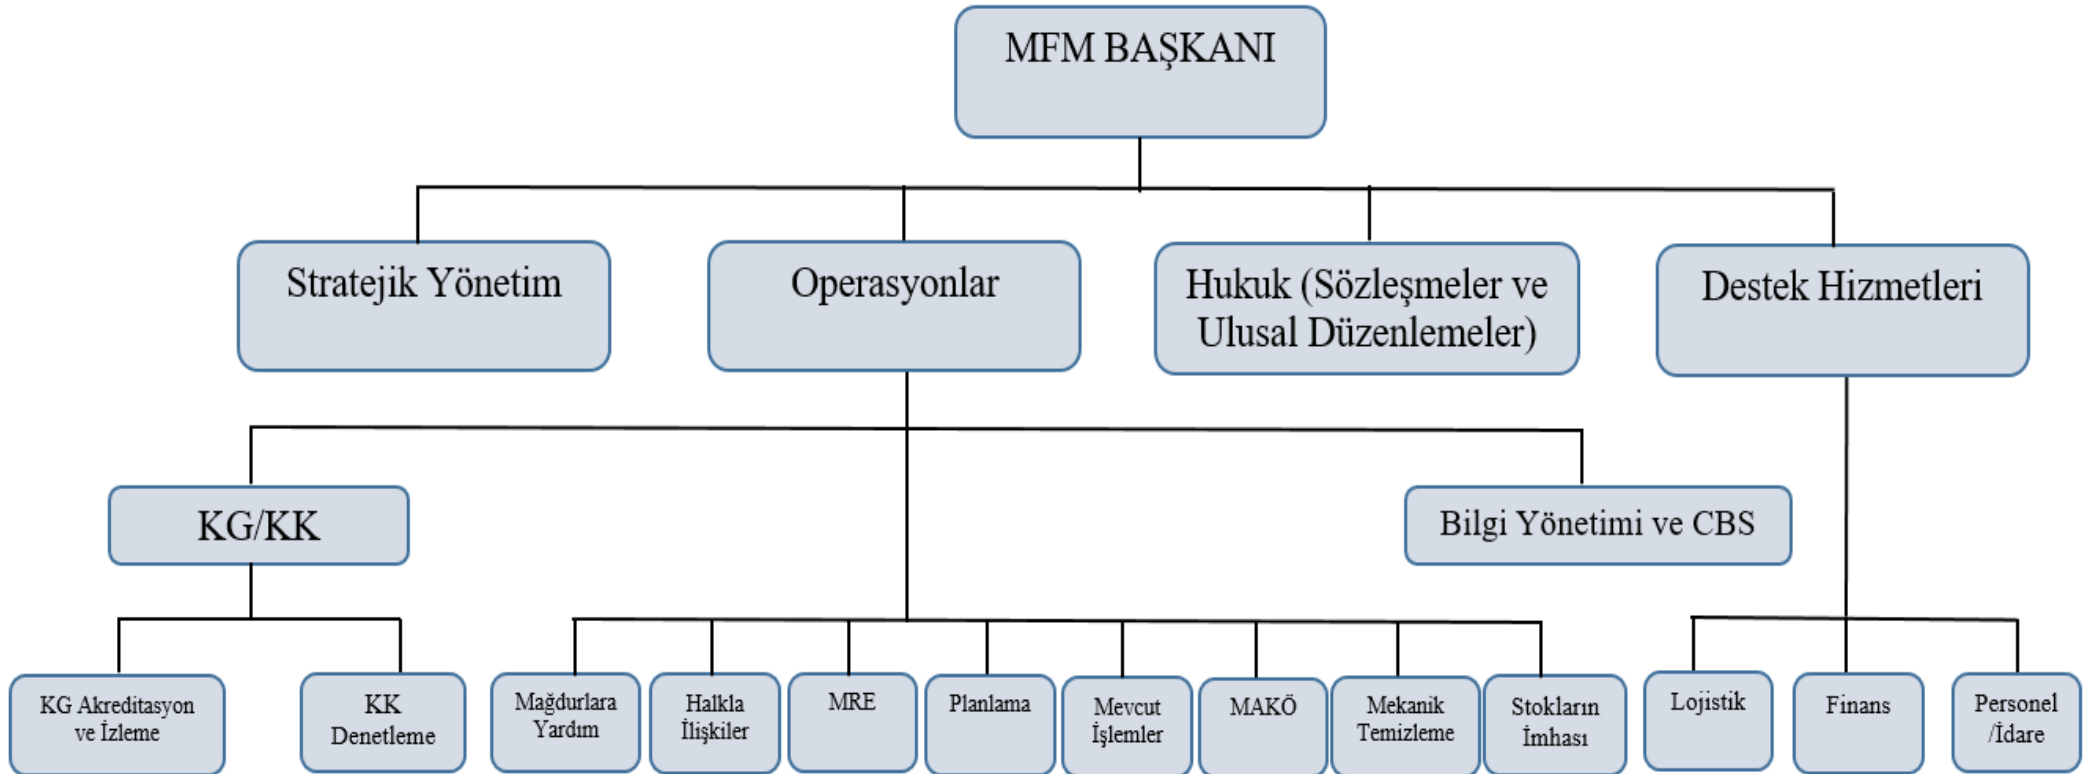 MFM BAŞKANI
Stratejik Yönetim
Operasyonlar
Hukuk (Sözleşmeler ve
Ulusal Düzenlemeler)
Destek Hizmetleri
KG/KK
Bilgi Yönetimi ve CBS
KG Akreditasyon
ve İzleme
KK
Denetleme
Mağdurlara
Yardım
Halkla
İlişkiler
MRE
Planlama
Mevcut
İşlemler
MAKÖ
Mekanik
Temizleme
Stokların
İmhası
Lojistik
Finans
Personel
/İdare